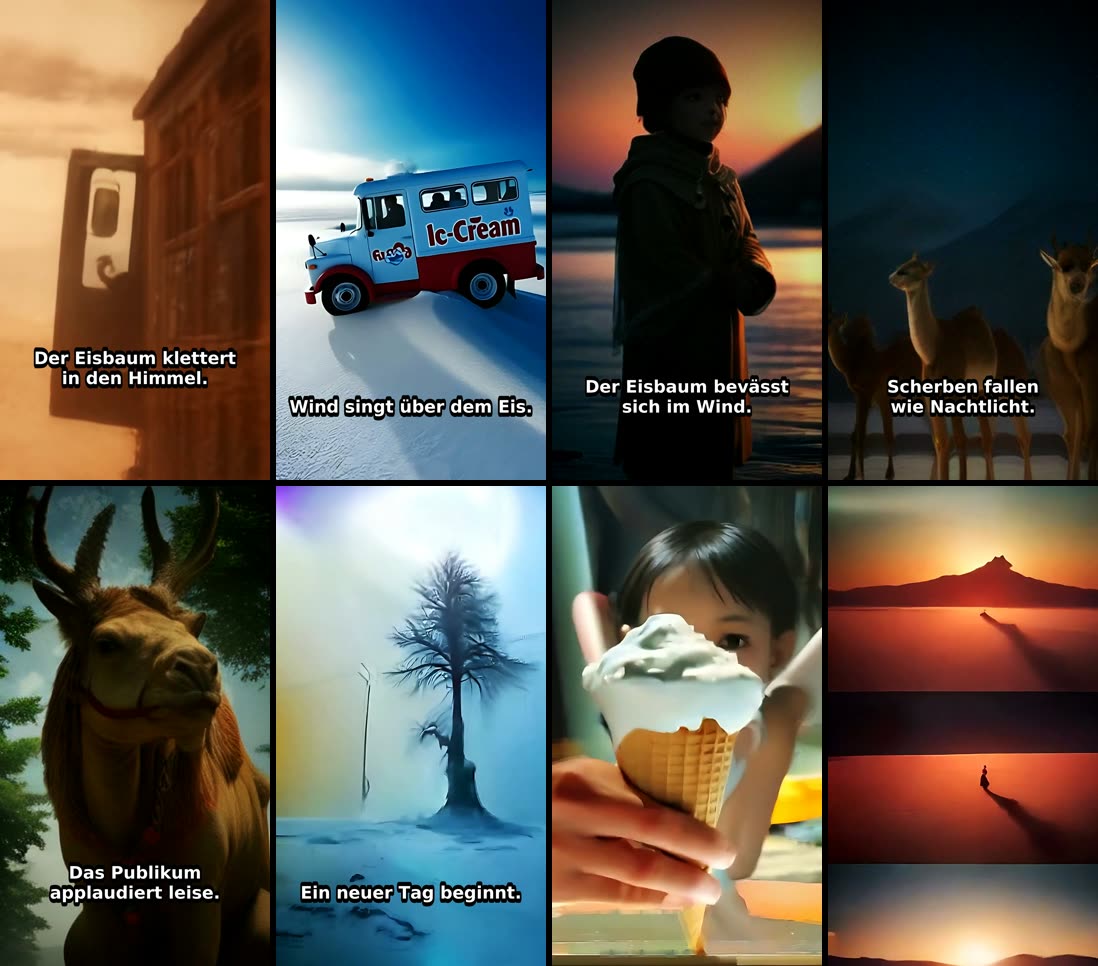 Der Eisbaum klettert
in den Himmel.
Ic-Cream
Wind singt über dem Eis.
Der Eisbaum bevässt
sich im Wind.
Scherben fallen
wie Nachtlicht.
Das Publikum
applaudiert leise.
Ein neuer Tag beginnt.